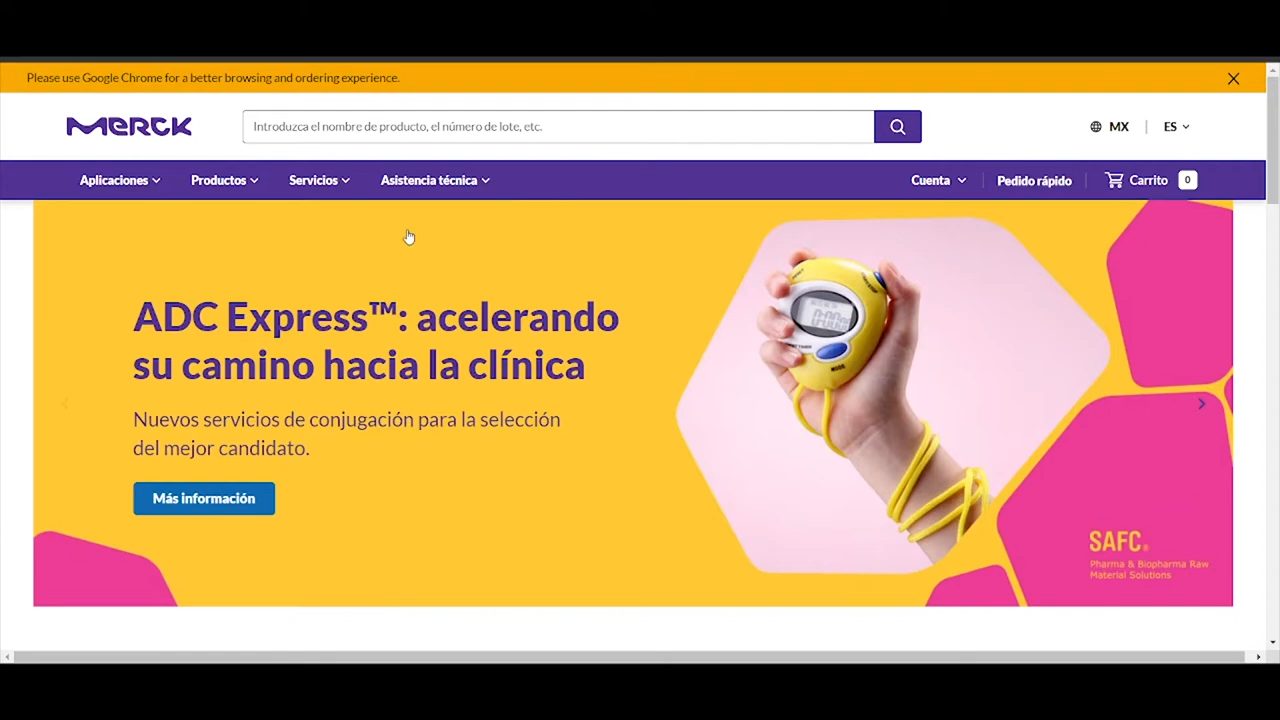 Please use Google Chrome for a better browsing and ordering experience.
MERCK
Introduzca el nombre de producto, el número de lote, etc.
MX
ES
Aplicaciones
Productos
Servicios
Asistencia técnica
Cuenta
Pedido rápido
Carrito
0
ADC Express™: acelerando
su camino hacia la clínica
Nuevos servicios de conjugación para la selección
del mejor candidato.
Más información
MODE
SAFC®
Pharma & Biopharma Raw
Material Solutions